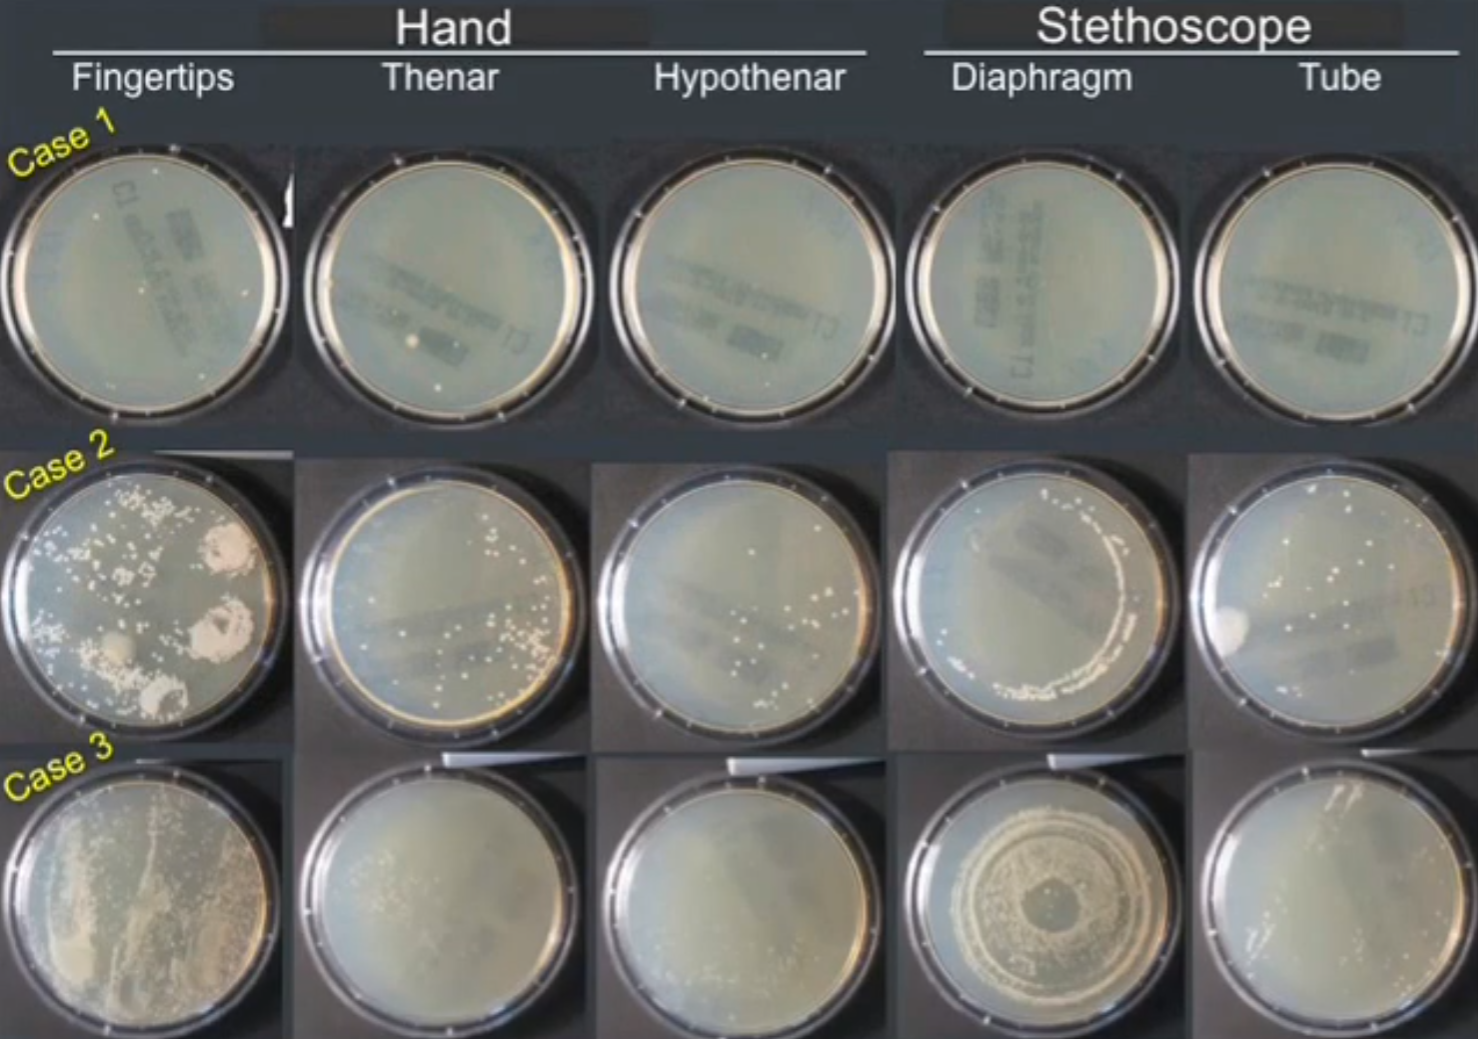 Hand
Stethoscope
Fingertips
Thenar
Hypothenar
Diaphragm
Tube
Case 1
Case 2
Case 3